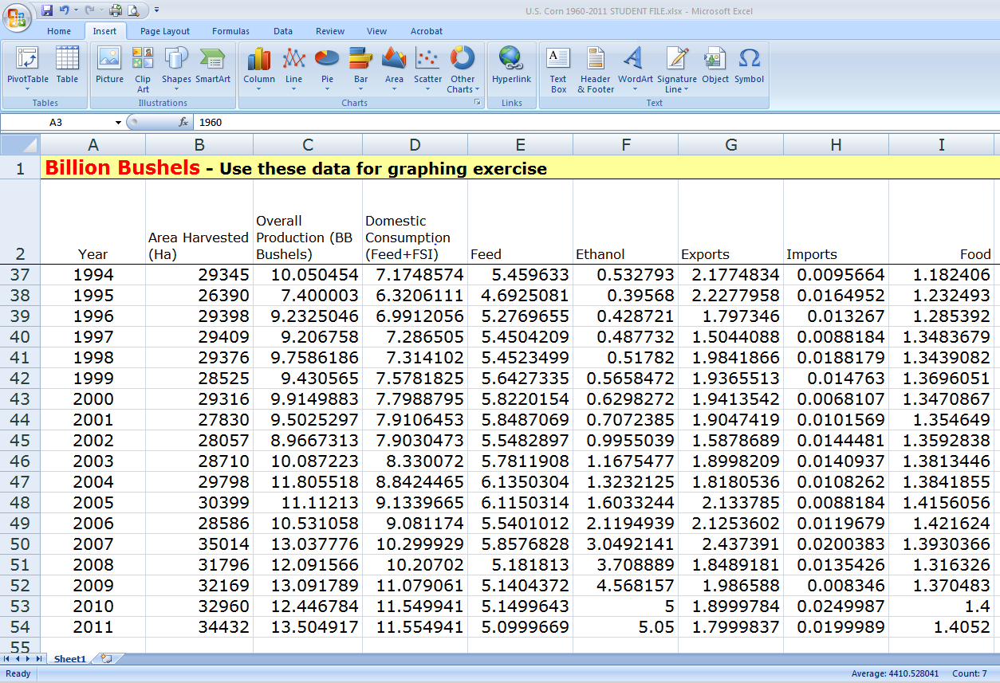 U.S. Corn 1960-2011 STUDENT FILE.xlsx - Microsoft Excel
Home Insert Page Layout Formulas Data Review View Acrobat
PivotTable Table Picture Clip Art Shapes SmartArt Column Line Pie Bar Area Scatter Other Charts Hyperlink Text Box Header & Footer WordArt Signature Line Object Symbol
Tables Illustrations Charts Links Text
A3 fx 1960
A B C D E F G H I
1 Billion Bushels - Use these data for graphing exercise
2 Year Area Harvested (Ha) Overall Production (BB Bushels) Domestic Consumption (Feed+FSI) Feed Ethanol Exports Imports Food
37 1994 29345 10.050454 7.1748574 5.459633 0.532793 2.1774834 0.0095664 1.182406
38 1995 26390 7.400003 6.3206111 4.6925081 0.39568 2.2277958 0.0164952 1.232493
39 1996 29398 9.2325046 6.9912056 5.2769655 0.428721 1.797346 0.013267 1.285392
40 1997 29409 9.206758 7.286505 5.4504209 0.487732 1.5044088 0.0088184 1.3483679
41 1998 29376 9.7586186 7.314102 5.4523499 0.51782 1.9841866 0.0188179 1.3439082
42 1999 28525 9.430565 7.5781825 5.6427335 0.5658472 1.9365513 0.014763 1.3696051
43 2000 29316 9.9149883 7.7988795 5.8220154 0.6298272 1.9413542 0.0068107 1.3470867
44 2001 27830 9.5025297 7.9106453 5.8487069 0.7072385 1.9047419 0.0101569 1.354649
45 2002 28057 8.9667313 7.9030473 5.5482897 0.9955039 1.5878689 0.0144481 1.3592838
46 2003 28710 10.087223 8.330072 5.7811908 1.1675477 1.8998209 0.0140937 1.3813446
47 2004 29798 11.805518 8.8424465 6.1350304 1.3232125 1.8180536 0.0108262 1.3841855
48 2005 30399 11.11213 9.1339665 6.1150314 1.6033244 2.133785 0.0088184 1.4156056
49 2006 28586 10.531058 9.081174 5.5401012 2.1194939 2.1253602 0.0119679 1.421624
50 2007 35014 13.037776 10.299929 5.8576828 3.0492141 2.437391 0.0200383 1.3930366
51 2008 31796 12.091566 10.20702 5.181813 3.708889 1.8489181 0.0135426 1.316326
52 2009 32169 13.091789 11.079061 5.1404372 4.568157 1.986588 0.008346 1.370483
53 2010 32960 12.446784 11.549941 5.1499643 5 1.8999784 0.0249987 1.4
54 2011 34432 13.504917 11.554941 5.0999669 5.05 1.7999837 0.0199989 1.4052
55
Sheet1
Ready Average: 4410.528041 Count: 7